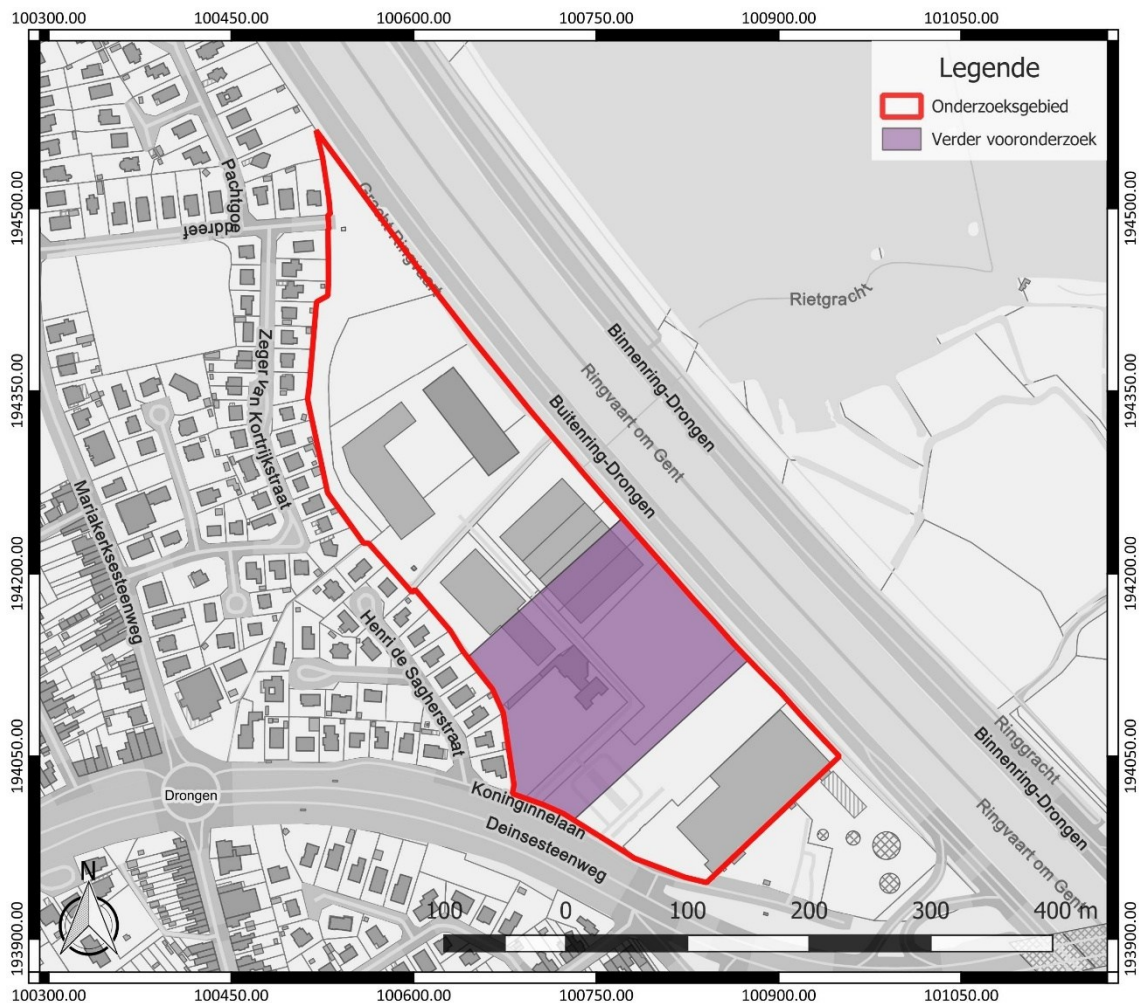 100300.00 100450.00 100600.00 100750.00 100900.00 101050.00
Legende
Onderzoeksgebied
Verder vooronderzoek
194500.00
194500.00
194350.00
194350.00
194200.00
194200.00
194050.00
194050.00
193900.00
193900.00
Pachtgoe
ddreef
Gracht Ringvaart
Rietgracht
Binnenring-Drongen
Ringvaart om Gent
Buitenring-Drongen
Zeger van Kortrijkstraat
Mariakerksesteenweg
Henri de Sagherstraat
Ringgracht
Binnenring-Drongen
Ringvaart om Gent
Drongen
Koninginnelaan
Deinsesteenweg
N
100 0 100 200 300 400 m
100300.00 100450.00 100600.00 100750.00 100900.00 101050.00